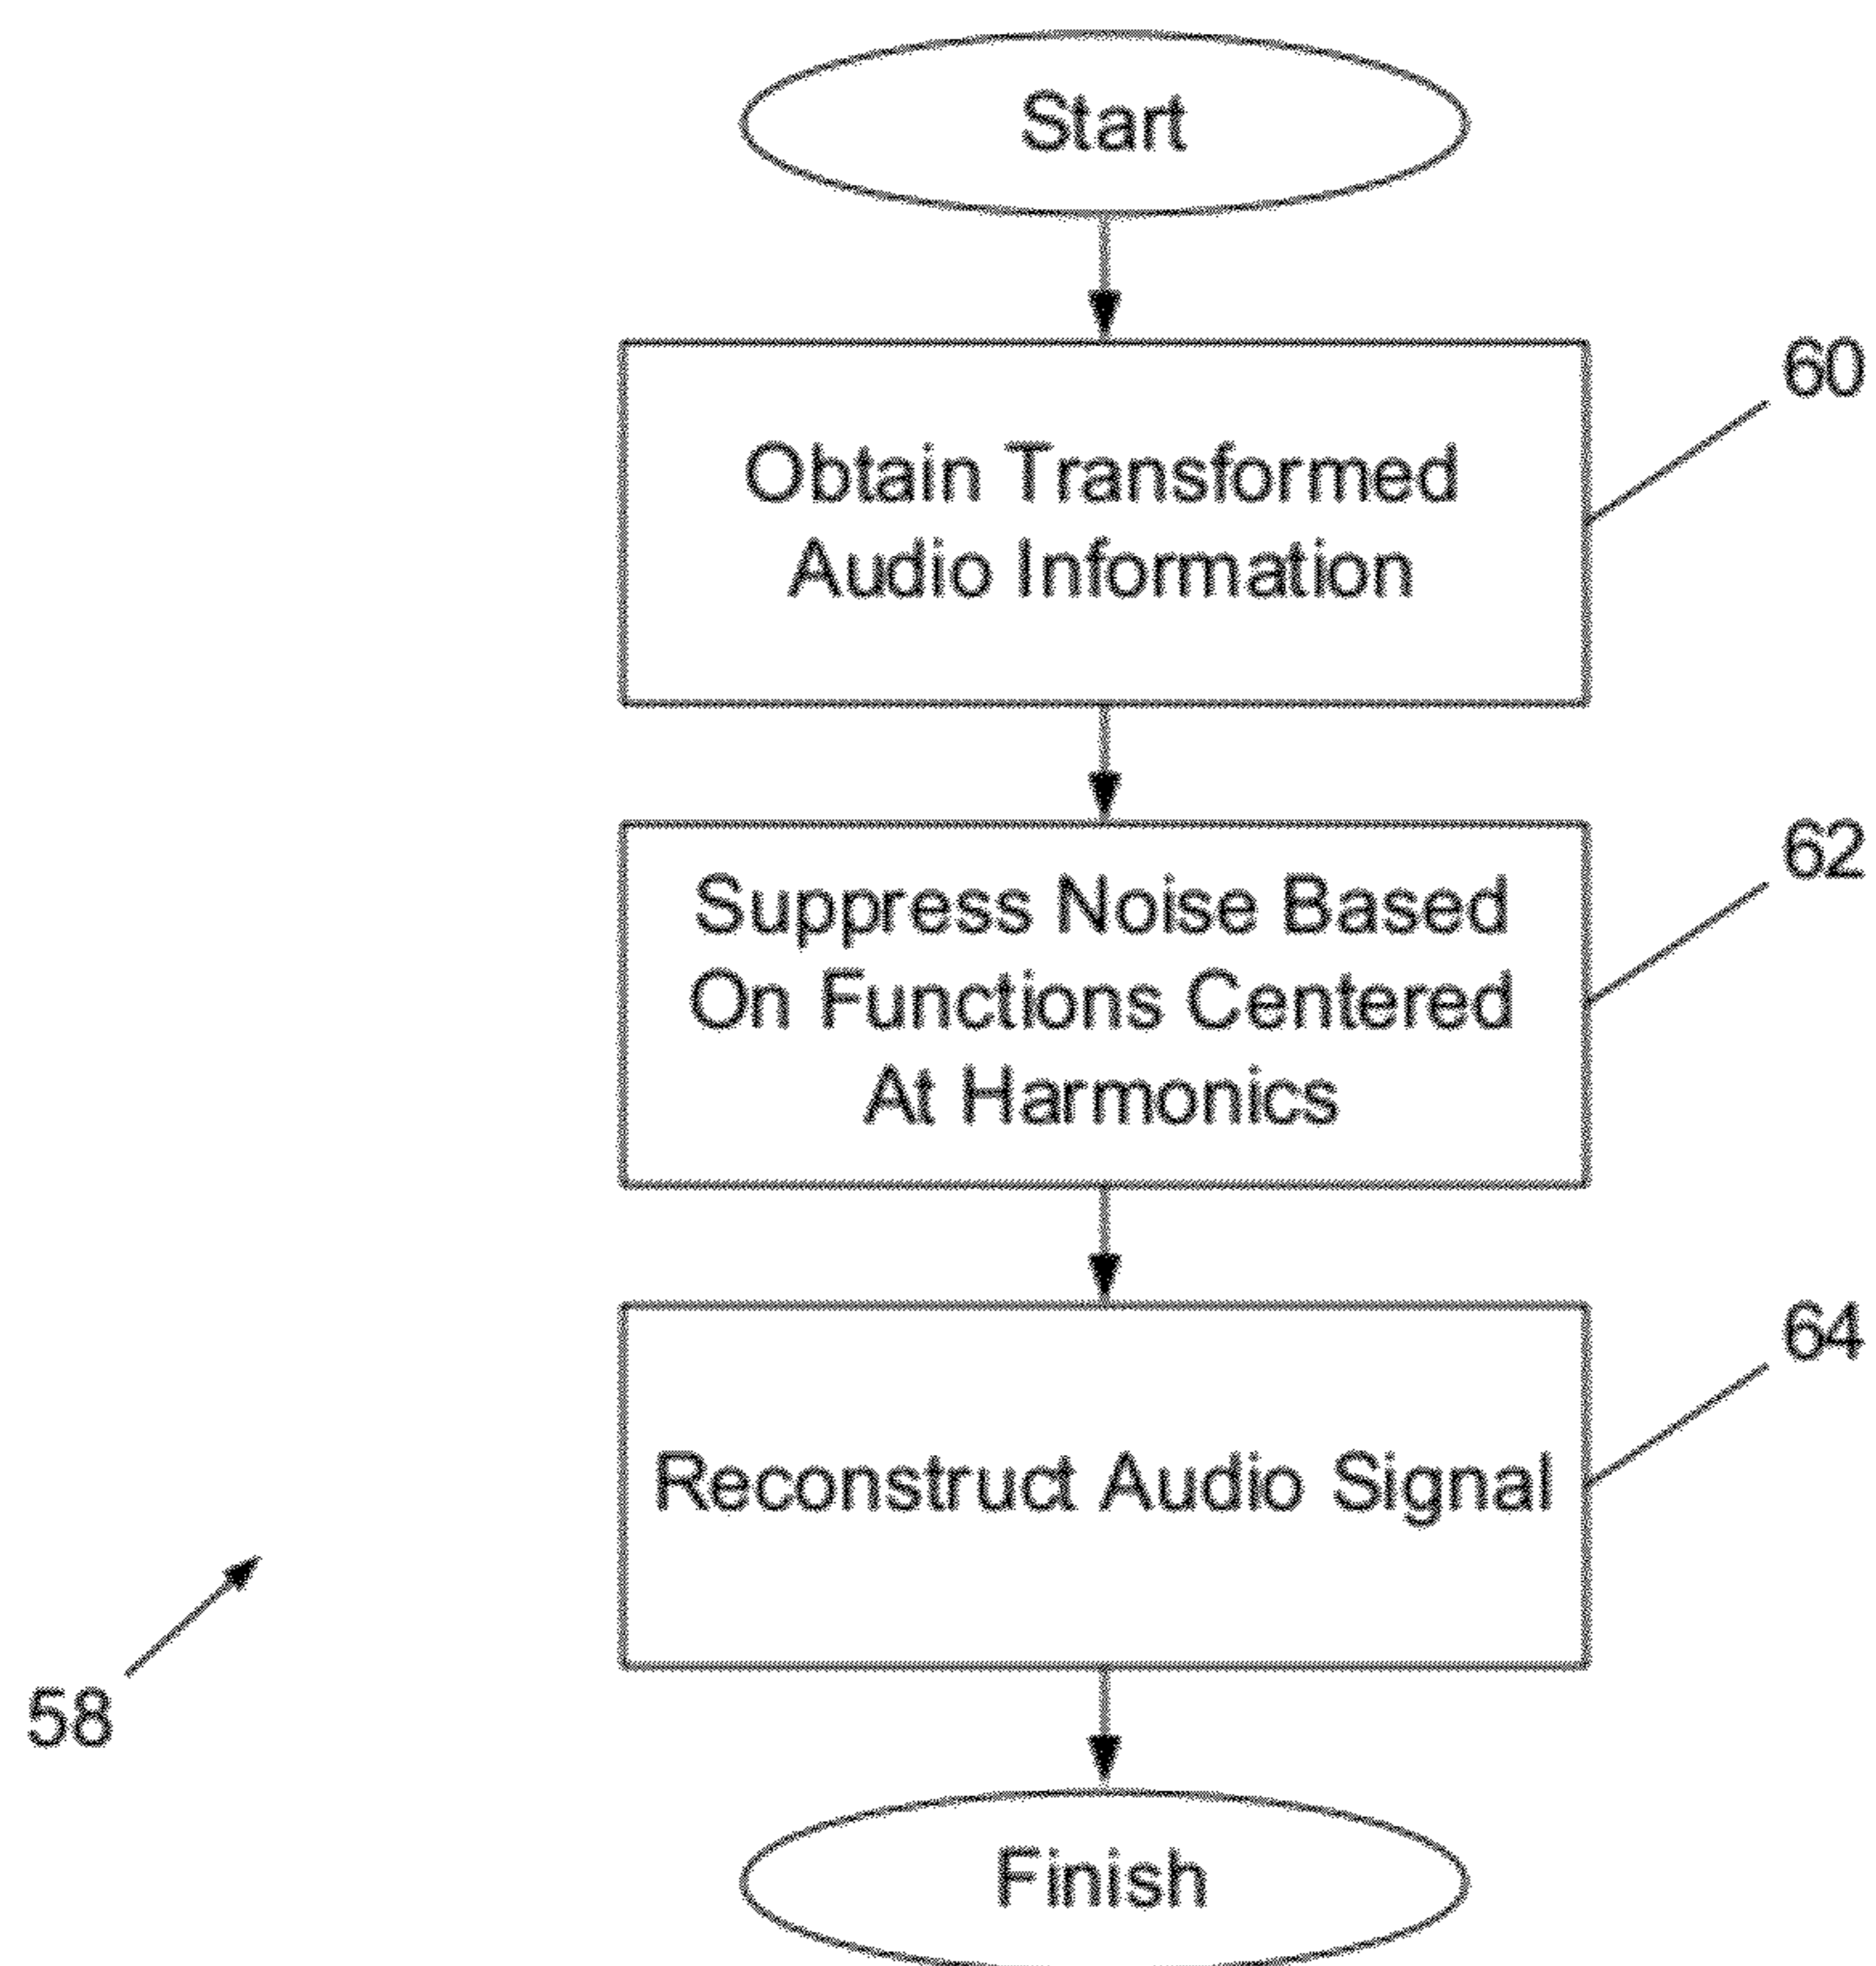 Start
60
Obtain Transformed
Audio Information
62
Suppress Noise Based
On Functions Centered
At Harmonics
64
Reconstruct Audio Signal
58
Finish